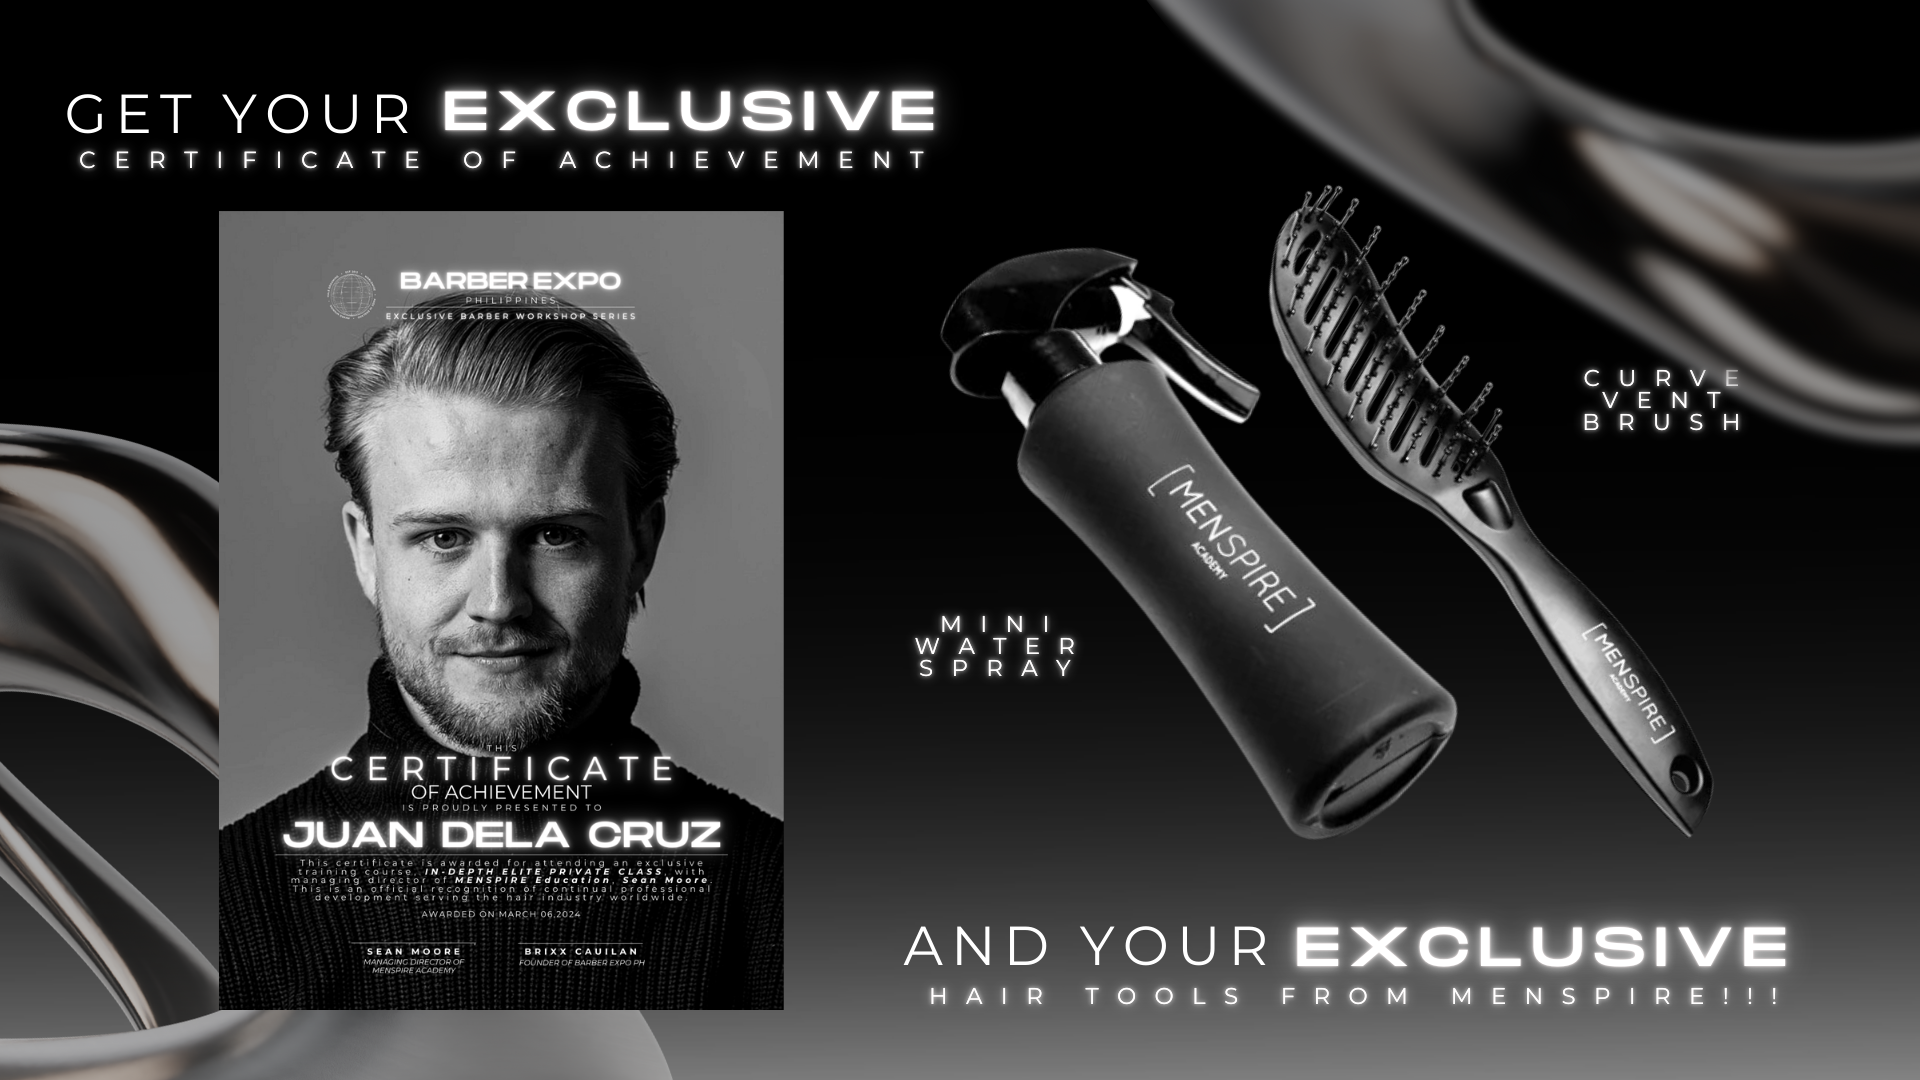 GET YOUR EXCLUSIVE
CERTIFICATE OF ACHIEVEMENT
BARBER EXPO
PHILIPPINES
EXCLUSIVE BARBER WORKSHOP SERIES
THIS
CERTIFICATE
OF ACHIEVEMENT
IS PROUDLY PRESENTED TO
JUAN DELA CRUZ
This certificate is awarded for attending an exclusive
training course, IN-DEPTH ELITE PRIVATE CLASS, with
managing director of MENSPIRE Education, Sean Moore.
This is an official recognition of continual professional
development serving the hair industry worldwide.
AWARDED ON MARCH 06,2024
SEAN MOORE
MANAGING DIRECTOR OF
MENSPIRE ACADEMY
BRIXX CAUILAN
FOUNDER OF BARBER EXPO PH
MINI
WATER
SPRAY
[MENSPIRE]
ACADEMY
CURVE
VENT
BRUSH
[MENSPIRE]
ACADEMY
AND YOUR EXCLUSIVE
HAIR TOOLS FROM MENSPIRE!!!